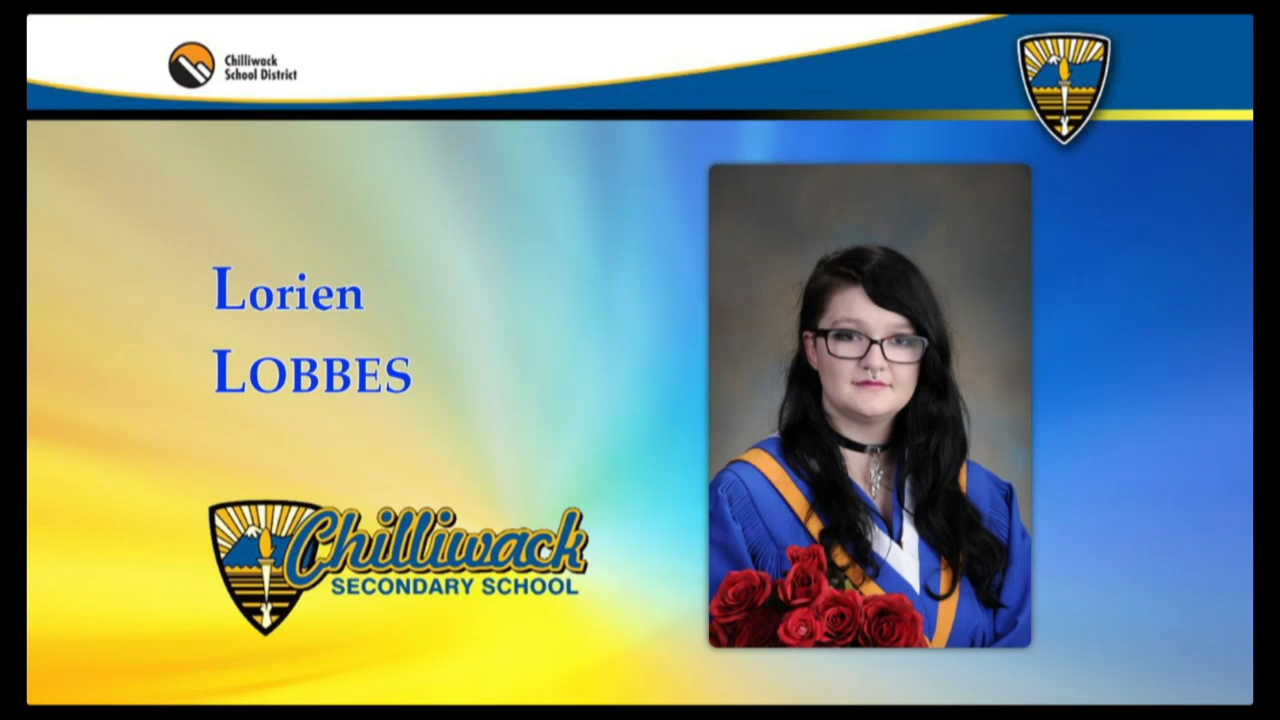 Chilliwack
School District
Lorien
LOBBES
Chilliwack
SECONDARY SCHOOL